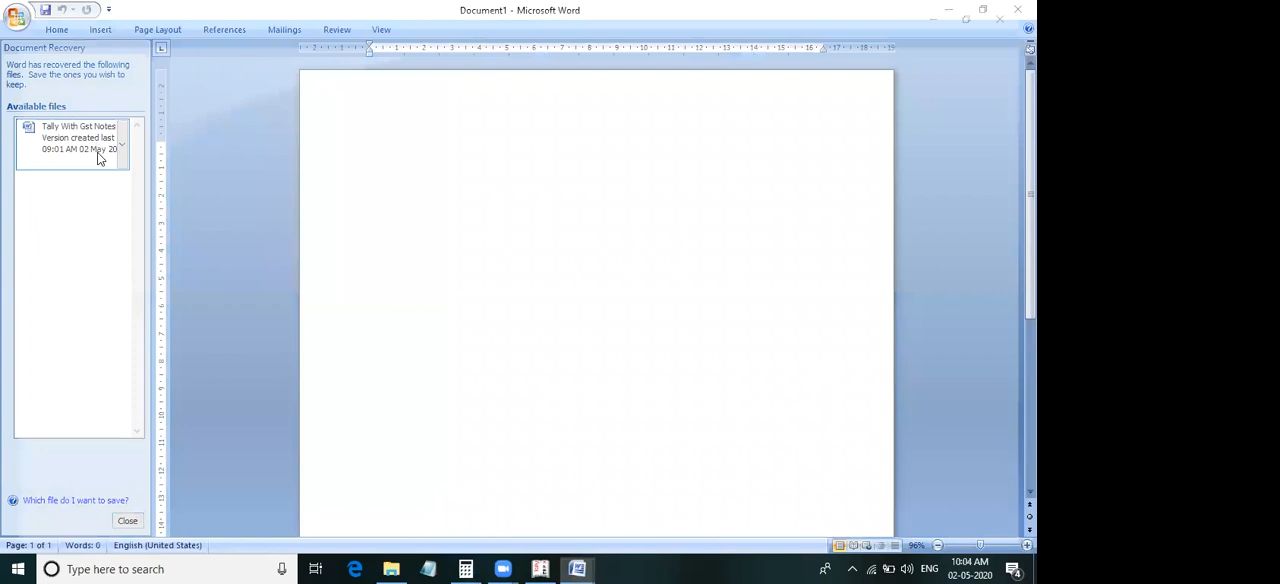 Document1 - Microsoft Word
Home Insert Page Layout References Mailings Review View
Document Recovery
Word has recovered the following
files. Save the ones you wish to
keep.
Available files
Tally With Gst Notes
Version created last
09:01 AM 02 May 20
Which file do I want to save?
Close
Page: 1 of 1 Words: 0 English (United States) 96%
Type here to search
ENG
10:04 AM
02-05-2020